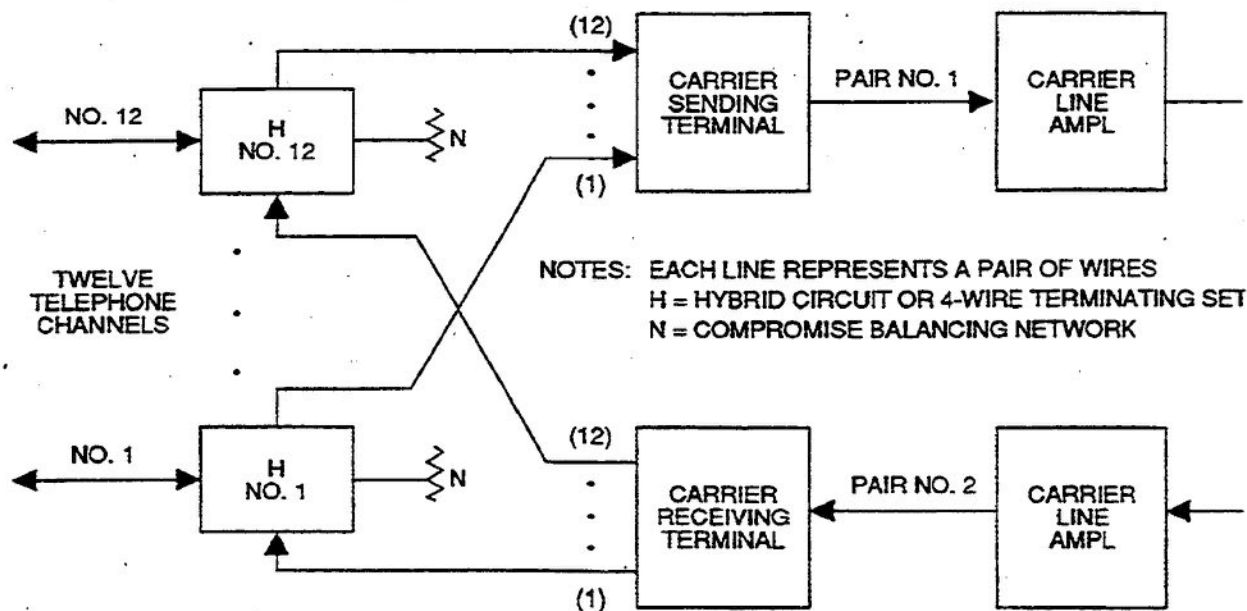 (12)
NO. 12
H
NO. 12
N
CARRIER
SENDING
TERMINAL
PAIR NO. 1
CARRIER
LINE
AMPL
(1)
TWELVE
TELEPHONE
CHANNELS
NOTES: EACH LINE REPRESENTS A PAIR OF WIRES
H = HYBRID CIRCUIT OR 4-WIRE TERMINATING SET
N = COMPROMISE BALANCING NETWORK
NO. 1
H
NO. 1
N
(12)
CARRIER
RECEIVING
TERMINAL
PAIR NO. 2
CARRIER
LINE
AMPL
(1)